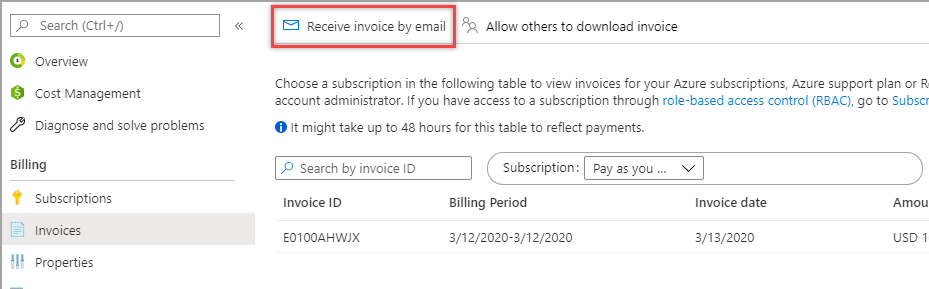 Search (Ctrl+/)
«
Overview
Cost Management
Diagnose and solve problems
Billing
Subscriptions
Invoices
Properties
Receive invoice by email
Allow others to download invoice
Choose a subscription in the following table to view invoices for your Azure subscriptions, Azure support plan or R
account administrator. If you have access to a subscription through role-based access control (RBAC), go to Subsc
It might take up to 48 hours for this table to reflect payments.
Search by invoice ID
Subscription : Pay as you ...
Invoice ID Billing Period Invoice date Amou
E0100AHWJX 3/12/2020-3/12/2020 3/13/2020 USD 1